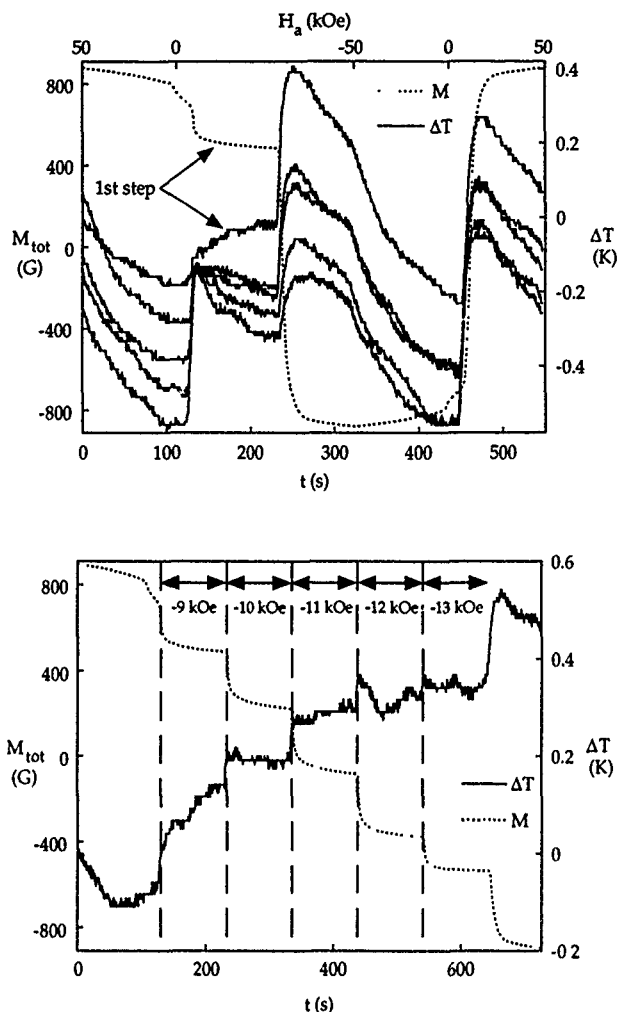 H_a (kOe)
50 0 -50 0 50
800 400 0 -400 -800
M_tot
(G)
0.4 0.2 0 -0.2 -0.4
ΔT
(K)
M
ΔT
1st step
0 100 200 300 400 500
t (s)
800 400 0 -400 -800
M_tot
(G)
0.6 0.4 0.2 0 -0 2
ΔT
(K)
-9 kOe -10 kOe -11 kOe -12 kOe -13 kOe
ΔT
M
0 200 400 600
t (s)